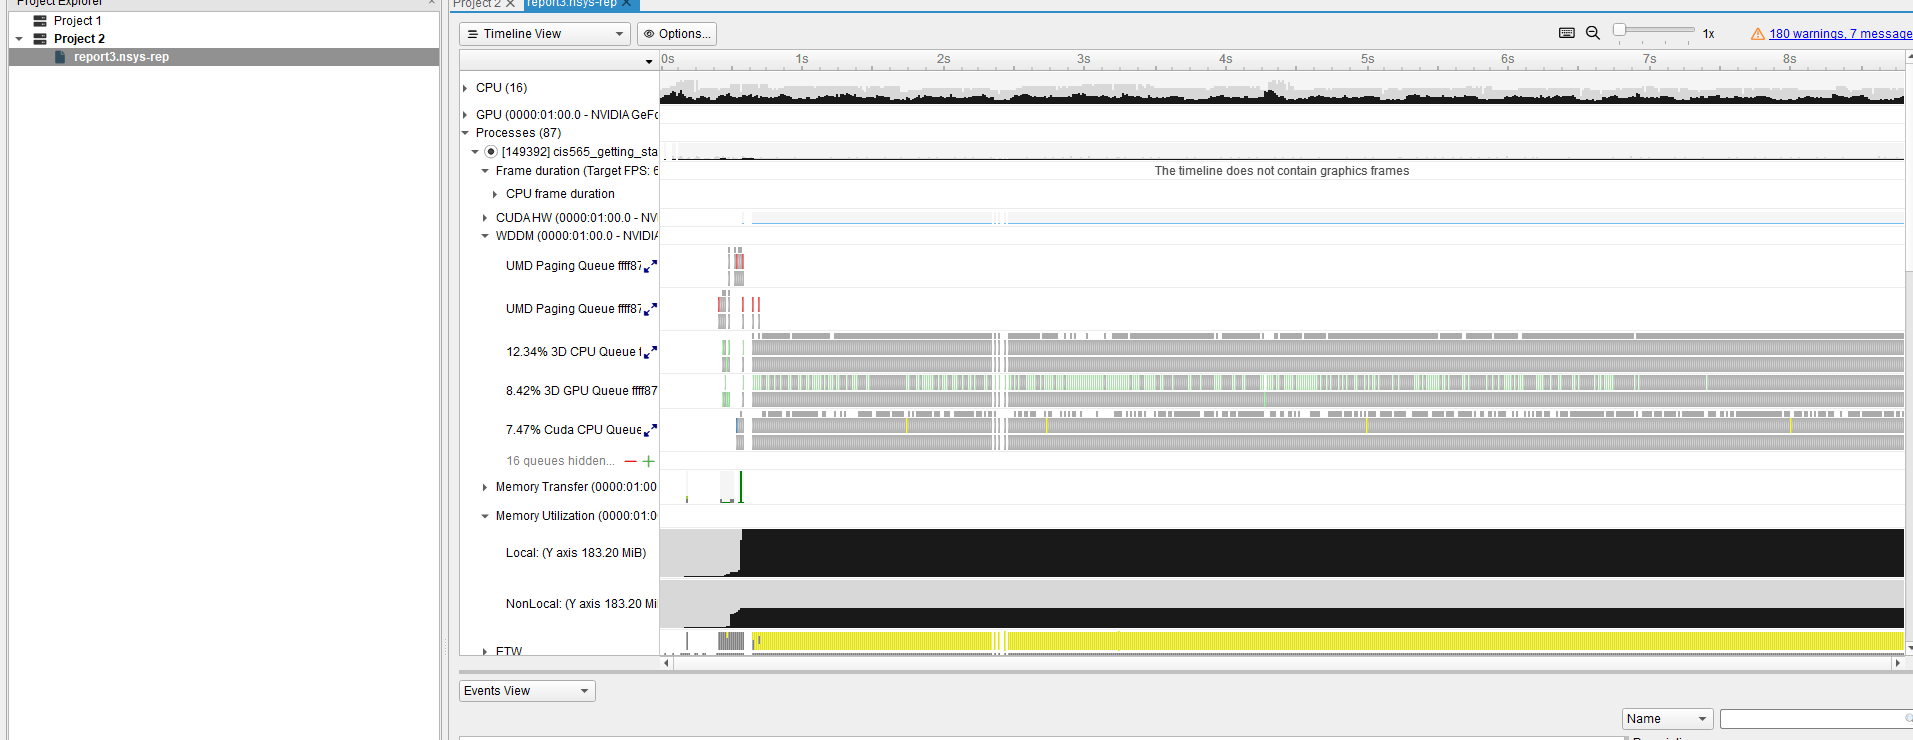 Project Explorer
Project 1
Project 2
report3.nsys-rep
Project 2
report3.nsys-rep
Timeline View
Options...
1x
180 warnings, 7 message
0s 1s 2s 3s 4s 5s 6s 7s 8s
CPU (16)
GPU (0000:01:00.0 - NVIDIA GeFo
Processes (87)
[149392] cis565_getting_sta
Frame duration (Target FPS: 6
The timeline does not contain graphics frames
CPU frame duration
CUDA HW (0000:01:00.0 - NV
WDDM (0000:01:00.0 - NVIDIA
UMD Paging Queue ffff87
UMD Paging Queue ffff87
12.34% 3D CPU Queue f
8.42% 3D GPU Queue ffff87
7.47% Cuda CPU Queue
16 queues hidden...
Memory Transfer (0000:01:00
Memory Utilization (0000:01:0
Local: (Y axis 183.20 MiB)
NonLocal: (Y axis 183.20 Mi
ETW
Events View
Name